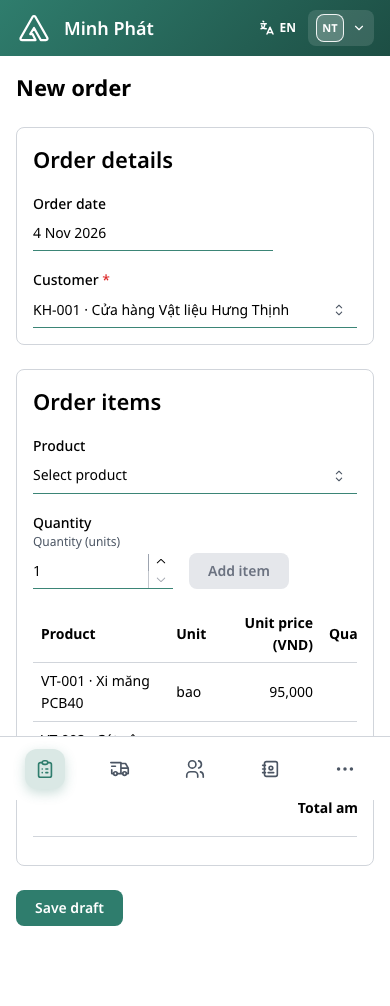 Minh Phát
EN
NT
New order
Order details
Order date
4 Nov 2026
Customer *
KH-001 · Cửa hàng Vật liệu Hưng Thịnh
Order items
Product
Select product
Quantity
Quantity (units)
1
Add item
Product Unit Unit price (VND) Qua
VT-001 · Xi măng PCB40 bao 95,000
Total am
Save draft